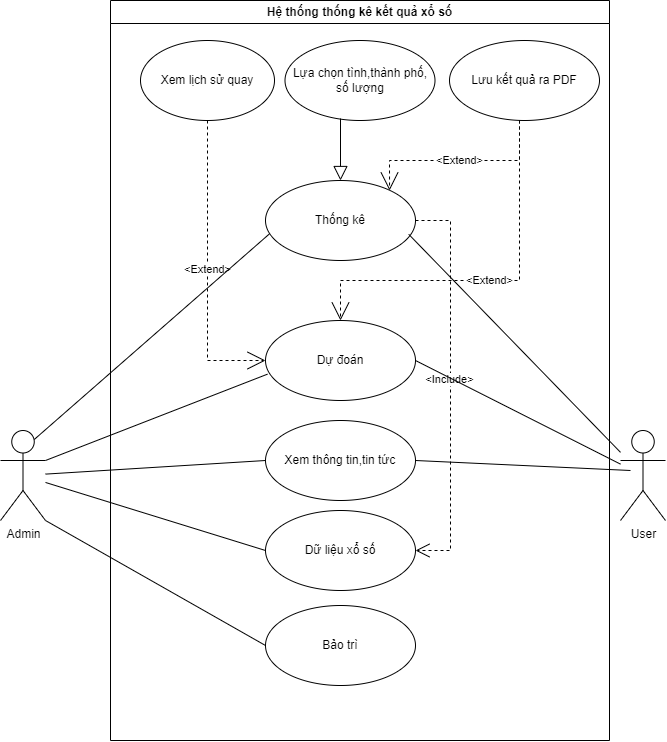 Hệ thống thống kê kết quả xổ số
Xem lịch sử quay
Lựa chọn tình,thành phố,
số lượng
Lưu kết quả ra PDF
<Extend>
Thống kê
<Extend>
<Extend>
Dự đoán
<Include>
Xem thông tin,tin tức
Admin
User
Dữ liệu xổ số
Bảo trì